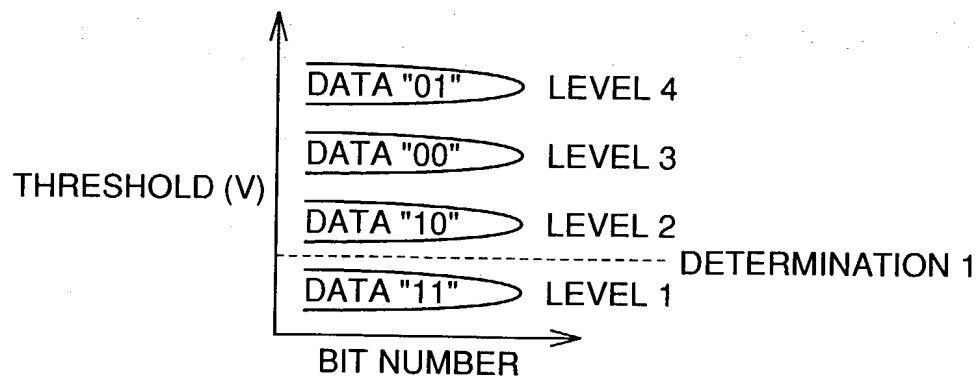 DATA "01" LEVEL 4
DATA "00" LEVEL 3
THRESHOLD (V)
DATA "10" LEVEL 2
DETERMINATION 1
DATA "11" LEVEL 1
BIT NUMBER